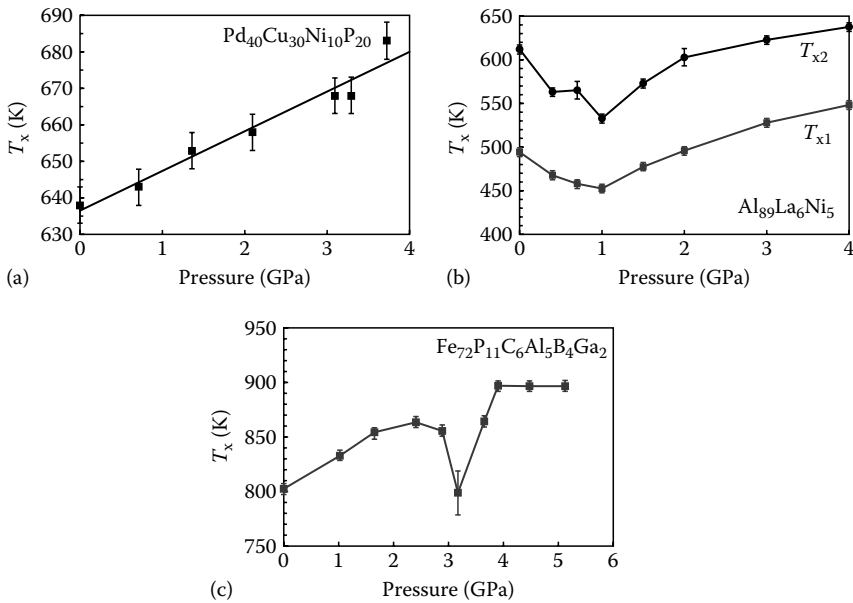 Pd₄₀Cu₃₀Ni₁₀P₂₀
690
680
670
660
650
640
630
Tₓ (K)
0 1 2 3 4
Pressure (GPa)
(a)
650
600
550
500
450
400
Tₓ (K)
Tₓ₂
Tₓ₁
Al₈₉La₆Ni₅
0 1 2 3 4
Pressure (GPa)
(b)
950
900
850
800
750
Tₓ (K)
Fe₇₂P₁₁C₆Al₅B₄Ga₂
0 1 2 3 4 5 6
Pressure (GPa)
(c)